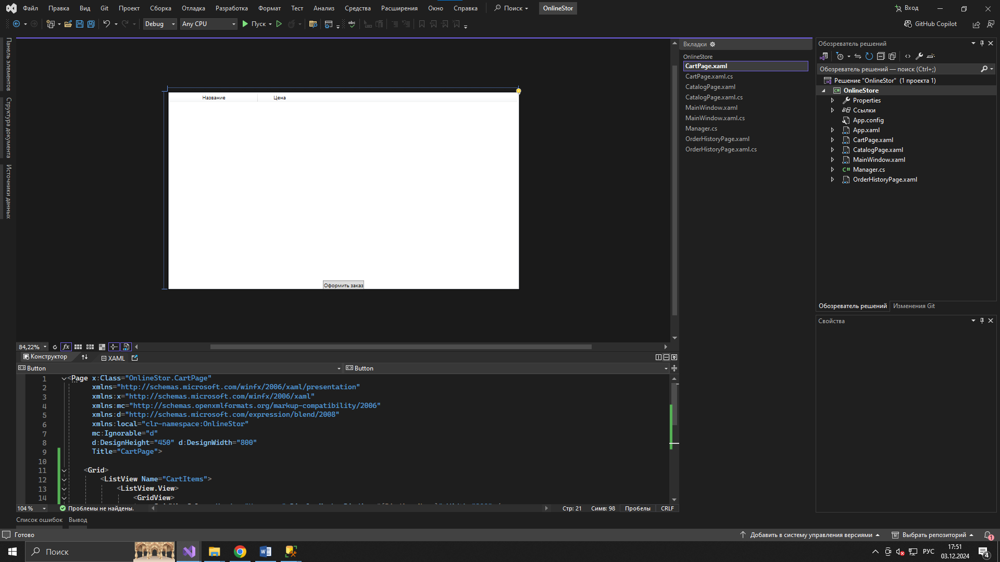 Файл Правка Вид Git Проект Сборка Отладка Разработка Формат Тест Анализ Средства Расширения Окно Справка Поиск OnlineStor Вход
Debug Any CPU Пуск GitHub Copilot
Панель элементов
Структура документа
Источники данных
Название Цена
Оформить заказ
Вкладки
OnlineStore
CartPage.xaml
CartPage.xaml.cs
CatalogPage.xaml
CatalogPage.xaml.cs
MainWindow.xaml
MainWindow.xaml.cs
Manager.cs
OrderHistoryPage.xaml
OrderHistoryPage.xaml.cs
Обозреватель решений
Обозреватель решений — поиск (Ctrl+;)
Решение "OnlineStor" (1 проекта 1)
OnlineStore
Properties
Ссылки
App.config
App.xaml
CartPage.xaml
CatalogPage.xaml
MainWindow.xaml
C# Manager.cs
OrderHistoryPage.xaml
Обозреватель решений Изменения Git
Свойства
84,22%
Конструктор XAML
Button Button
1 <Page x:Class="OnlineStor.CartPage"
2 xmlns="http://schemas.microsoft.com/winfx/2006/xaml/presentation"
3 xmlns:x="http://schemas.microsoft.com/winfx/2006/xaml"
4 xmlns:mc="http://schemas.openxmlformats.org/markup-compatibility/2006"
5 xmlns:d="http://schemas.microsoft.com/expression/blend/2008"
6 xmlns:local="clr-namespace:OnlineStor"
7 mc:Ignorable="d"
8 d:DesignHeight="450" d:DesignWidth="800"
9 Title="CartPage">
10
11 <Grid>
12 <ListView Name="CartItems">
13 <ListView.View>
14 <GridView>
104 % Проблемы не найдены. Стр: 21 Симв: 98 Пробелы CRLF
Список ошибок Вывод
Готово Добавить в систему управления версиями Выбрать репозиторий 1
Поиск РУС 17:51
03.12.2024 4